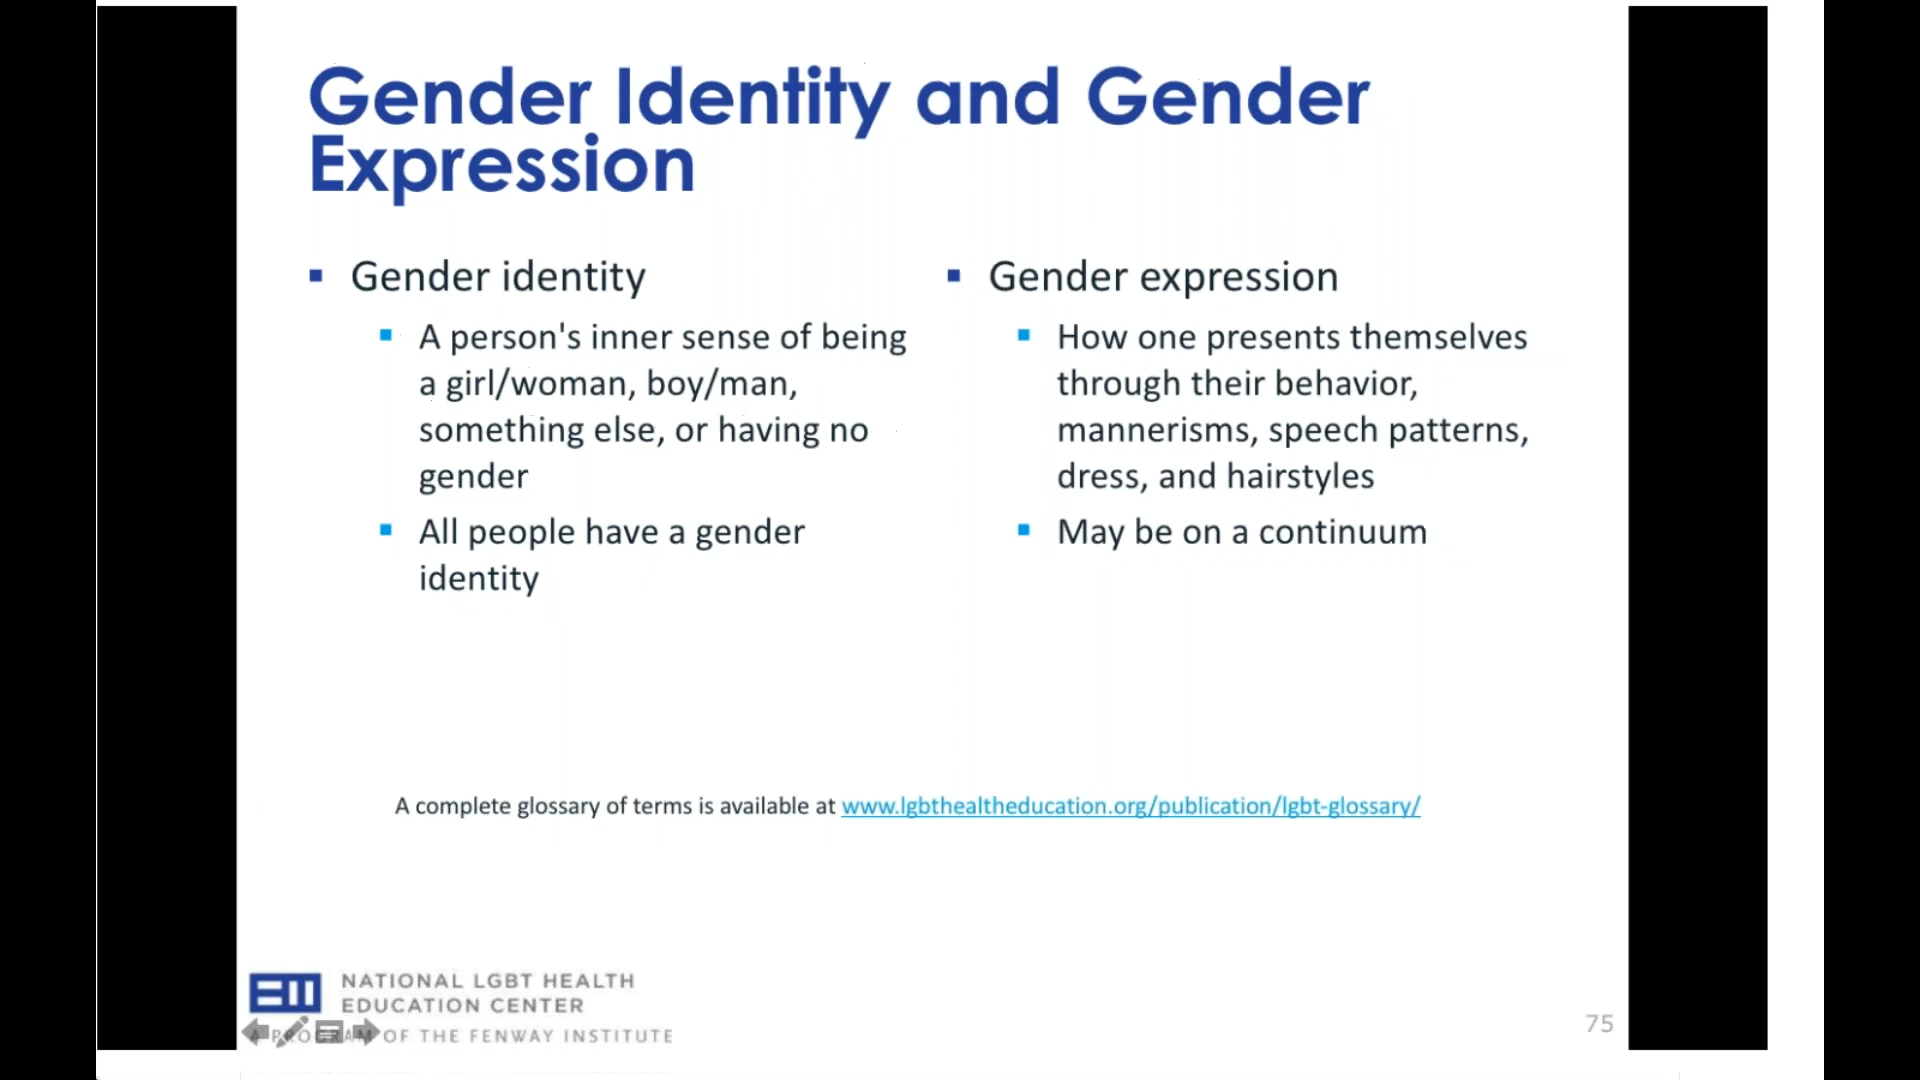 Gender Identity and Gender
Expression
▪ Gender identity
▪ A person's inner sense of being
a girl/woman, boy/man,
something else, or having no
gender
▪ All people have a gender
identity
▪ Gender expression
▪ How one presents themselves
through their behavior,
mannerisms, speech patterns,
dress, and hairstyles
▪ May be on a continuum
A complete glossary of terms is available at www.lgbthealtheducation.org/publication/lgbt-glossary/
NATIONAL LGBT HEALTH
EDUCATION CENTER
A PROGRAM OF THE FENWAY INSTITUTE
75